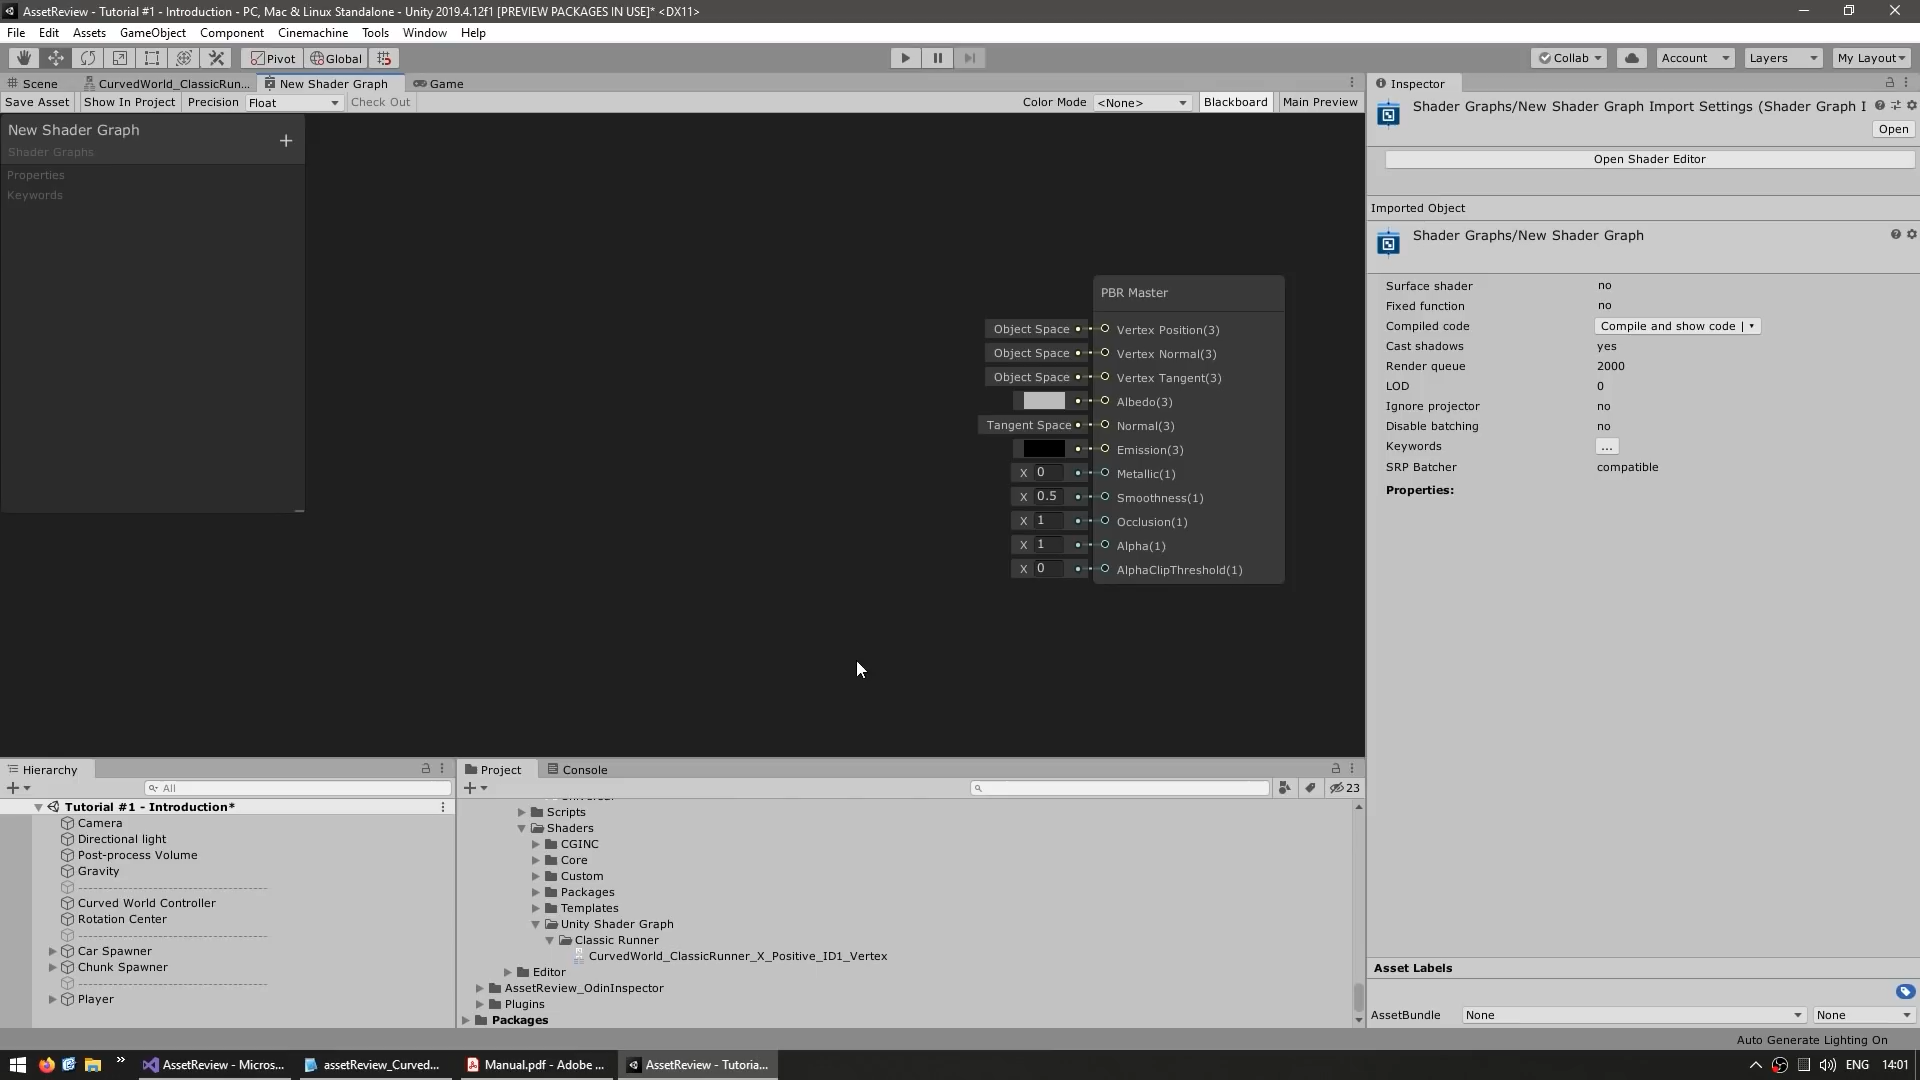 AssetReview - Tutorial #1 - Introduction - PC, Mac & Linux Standalone - Unity 2019.4.12f1 [PREVIEW PACKAGES IN USE]* <DX11>
File Edit Assets GameObject Component Cinemachine Tools Window Help
Pivot Global Collab Account Layers My Layout
Scene CurvedWorld_ClassicRun... New Shader Graph Game
Save Asset Show In Project Precision Float Check Out Color Mode <None> Blackboard Main Preview
New Shader Graph
Shader Graphs
Properties
Keywords
PBR Master
Object Space Vertex Position(3)
Object Space Vertex Normal(3)
Object Space Vertex Tangent(3)
Albedo(3)
Tangent Space Normal(3)
Emission(3)
X 0 Metallic(1)
X 0.5 Smoothness(1)
X 1 Occlusion(1)
X 1 Alpha(1)
X 0 AlphaClipThreshold(1)
Inspector
Shader Graphs/New Shader Graph Import Settings (Shader Graph I
Open
Open Shader Editor
Imported Object
Shader Graphs/New Shader Graph
Surface shader no
Fixed function no
Compiled code Compile and show code |
Cast shadows yes
Render queue 2000
LOD 0
Ignore projector no
Disable batching no
Keywords ...
SRP Batcher compatible
Properties:
Asset Labels
AssetBundle None None
Auto Generate Lighting On
Hierarchy
All
Tutorial #1 - Introduction*
Camera
Directional light
Post-process Volume
Gravity
-----------------------------------
Curved World Controller
Rotation Center
-----------------------------------
Car Spawner
Chunk Spawner
-----------------------------------
Player
Project Console
23
Scripts
Shaders
CGINC
Core
Custom
Packages
Templates
Unity Shader Graph
Classic Runner
CurvedWorld_ClassicRunner_X_Positive_ID1_Vertex
Editor
AssetReview_OdinInspector
Plugins
Packages
AssetReview - Micros... assetReview_Curved... Manual.pdf - Adobe ... AssetReview - Tutoria... ENG 14:01